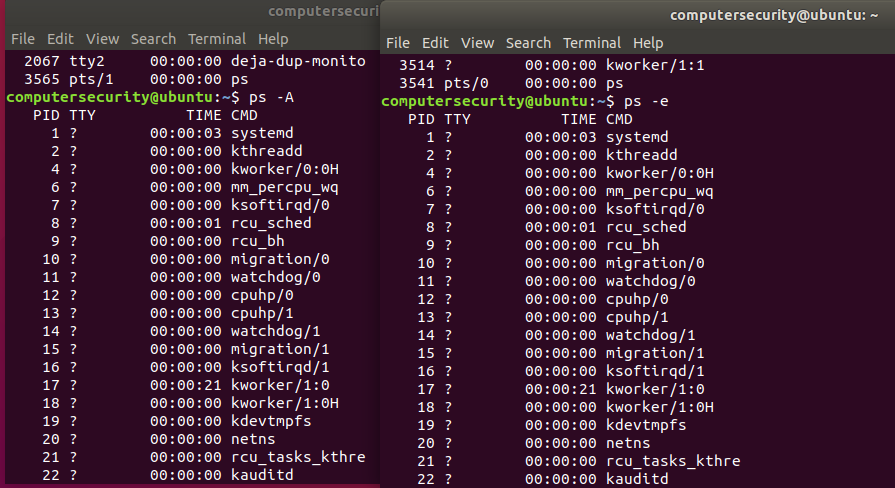 computersecuri
File Edit View Search Terminal Help
2067 tty2 00:00:00 deja-dup-monito
3565 pts/1 00:00:00 ps
computersecurity@ubuntu:~$ ps -A
PID TTY TIME CMD
1 ? 00:00:03 systemd
2 ? 00:00:00 kthreadd
4 ? 00:00:00 kworker/0:0H
6 ? 00:00:00 mm_percpu_wq
7 ? 00:00:00 ksoftirqd/0
8 ? 00:00:01 rcu_sched
9 ? 00:00:00 rcu_bh
10 ? 00:00:00 migration/0
11 ? 00:00:00 watchdog/0
12 ? 00:00:00 cpuhp/0
13 ? 00:00:00 cpuhp/1
14 ? 00:00:00 watchdog/1
15 ? 00:00:00 migration/1
16 ? 00:00:00 ksoftirqd/1
17 ? 00:00:21 kworker/1:0
18 ? 00:00:00 kworker/1:0H
19 ? 00:00:00 kdevtmpfs
20 ? 00:00:00 netns
21 ? 00:00:00 rcu_tasks_kthre
22 ? 00:00:00 kauditd
computersecurity@ubuntu: ~
File Edit View Search Terminal Help
3514 ? 00:00:00 kworker/1:1
3541 pts/0 00:00:00 ps
computersecurity@ubuntu:~$ ps -e
PID TTY TIME CMD
1 ? 00:00:03 systemd
2 ? 00:00:00 kthreadd
4 ? 00:00:00 kworker/0:0H
6 ? 00:00:00 mm_percpu_wq
7 ? 00:00:00 ksoftirqd/0
8 ? 00:00:01 rcu_sched
9 ? 00:00:00 rcu_bh
10 ? 00:00:00 migration/0
11 ? 00:00:00 watchdog/0
12 ? 00:00:00 cpuhp/0
13 ? 00:00:00 cpuhp/1
14 ? 00:00:00 watchdog/1
15 ? 00:00:00 migration/1
16 ? 00:00:00 ksoftirqd/1
17 ? 00:00:21 kworker/1:0
18 ? 00:00:00 kworker/1:0H
19 ? 00:00:00 kdevtmpfs
20 ? 00:00:00 netns
21 ? 00:00:00 rcu_tasks_kthre
22 ? 00:00:00 kauditd